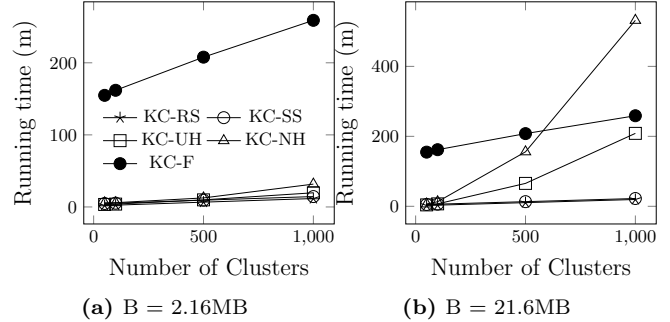 Running time (m)
200
100
0
KC-RS KC-SS
KC-UH KC-NH
KC-F
0 500 1,000
Number of Clusters
(a) B = 2.16MB
Running time (m)
400
200
0
0 500 1,000
Number of Clusters
(b) B = 21.6MB